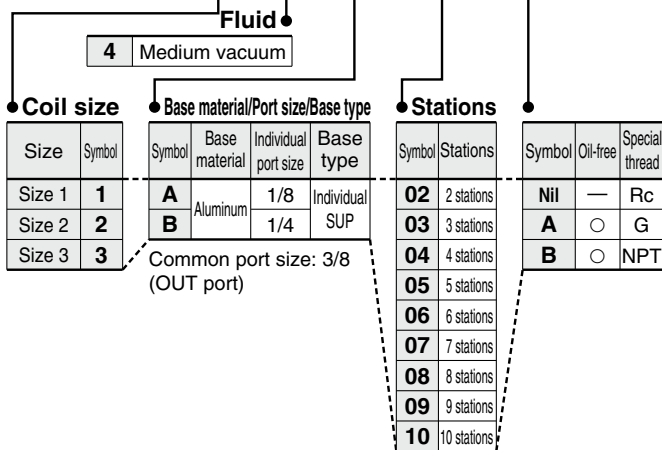 Fluid
4 Medium vacuum
Coil size
Size Symbol
Size 1 1
Size 2 2
Size 3 3
Base material/Port size/Base type
Symbol Base material Individual port size Base type
A Aluminum 1/8 Individual SUP
B 1/4
Common port size: 3/8
(OUT port)
Stations
Symbol Stations
02 2 stations
03 3 stations
04 4 stations
05 5 stations
06 6 stations
07 7 stations
08 8 stations
09 9 stations
10 10 stations
Symbol Oil-free Special thread
Nil — Rc
A ○ G
B ○ NPT